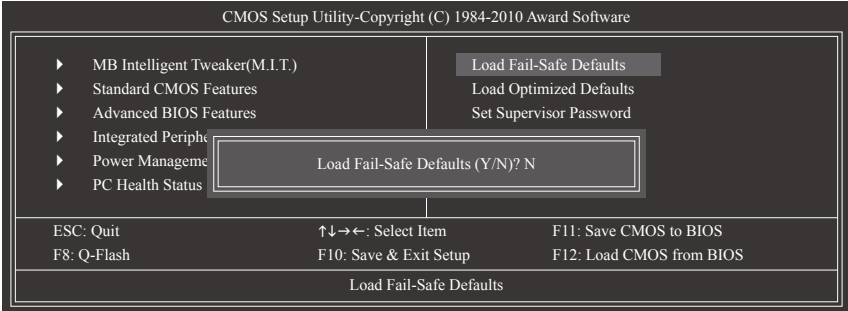 CMOS Setup Utility-Copyright (C) 1984-2010 Award Software
MB Intelligent Tweaker(M.I.T.)
Standard CMOS Features
Advanced BIOS Features
Integrated Periphe
Power Manageme
PC Health Status
Load Fail-Safe Defaults
Load Optimized Defaults
Set Supervisor Password
Load Fail-Safe Defaults (Y/N)? N
ESC: Quit ↑↓→←: Select Item F11: Save CMOS to BIOS
F8: Q-Flash F10: Save & Exit Setup F12: Load CMOS from BIOS
Load Fail-Safe Defaults